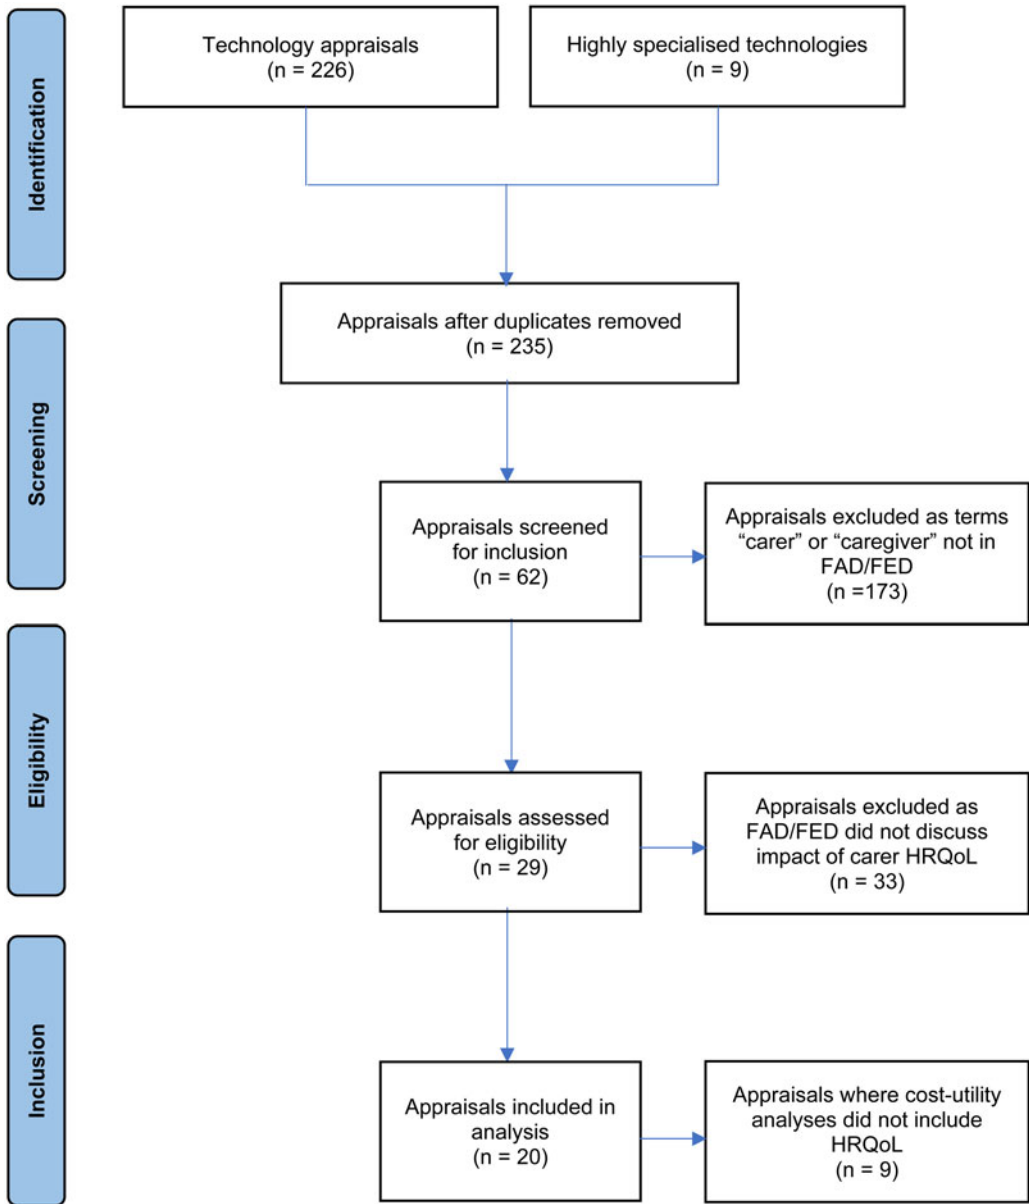 Identification
Technology appraisals
(n = 226)
Highly specialised technologies
(n = 9)
Appraisals after duplicates removed
(n = 235)
Screening
Appraisals screened
for inclusion
(n = 62)
Appraisals excluded as terms
“carer” or “caregiver” not in
FAD/FED
(n =173)
Eligibility
Appraisals assessed
for eligibility
(n = 29)
Appraisals excluded as
FAD/FED did not discuss
impact of carer HRQoL
(n = 33)
Inclusion
Appraisals included in
analysis
(n = 20)
Appraisals where cost-utility
analyses did not include
HRQoL
(n = 9)